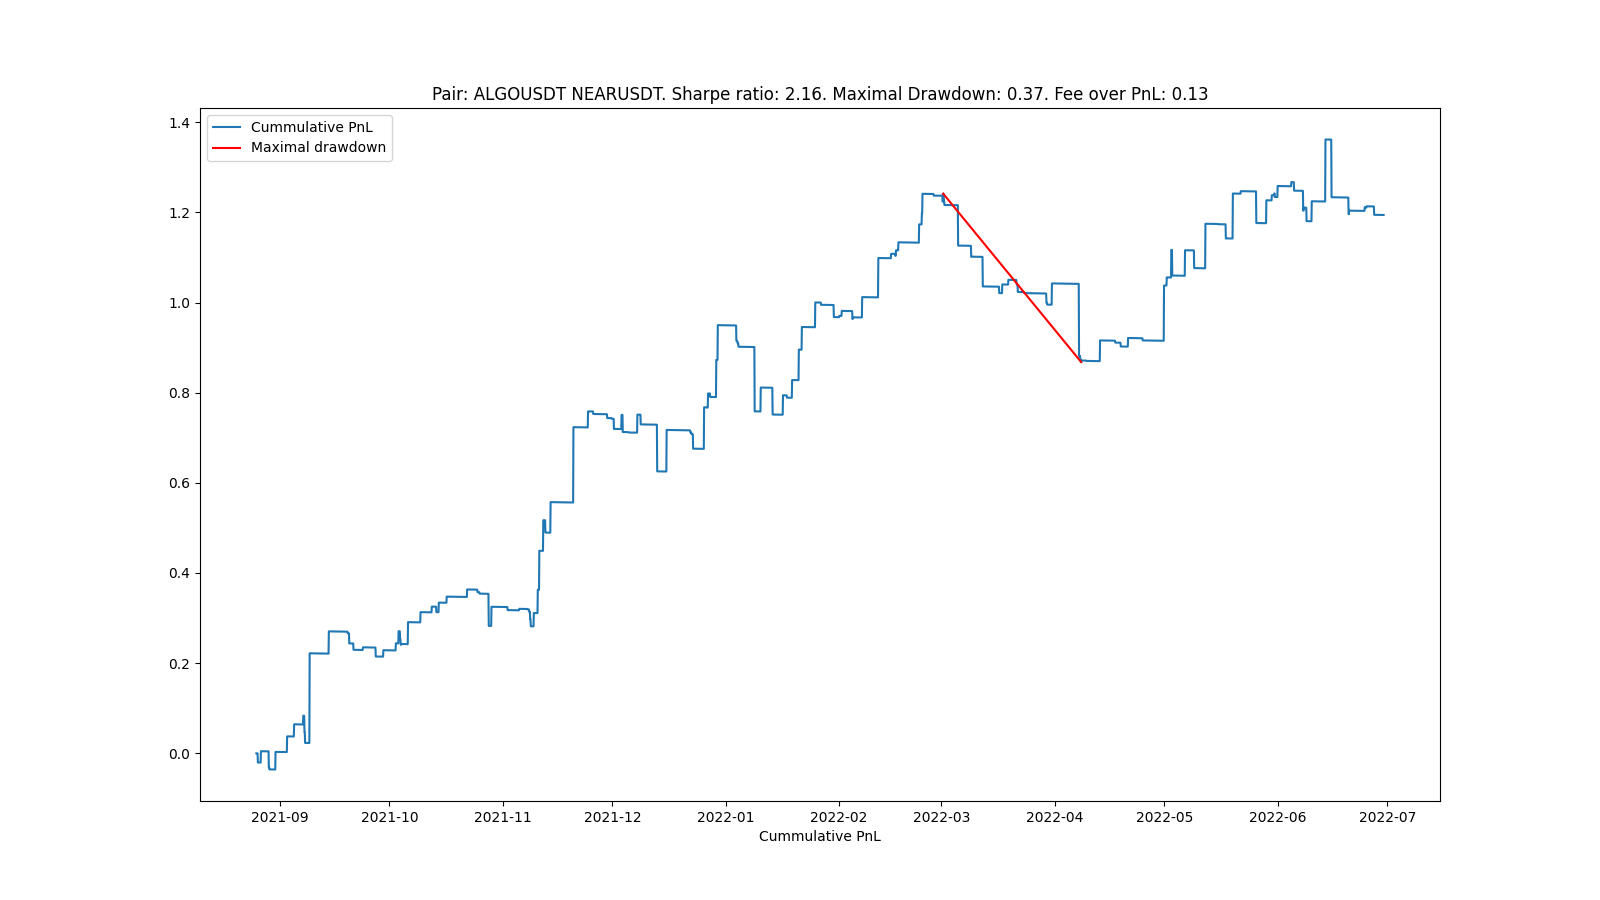 Pair: ALGOUSDT NEARUSDT. Sharpe ratio: 2.16. Maximal Drawdown: 0.37. Fee over PnL: 0.13
Cummulative PnL
Maximal drawdown
1.4
1.2
1.0
0.8
0.6
0.4
0.2
0.0
2021-09 2021-10 2021-11 2021-12 2022-01 2022-02 2022-03 2022-04 2022-05 2022-06 2022-07
Cummulative PnL